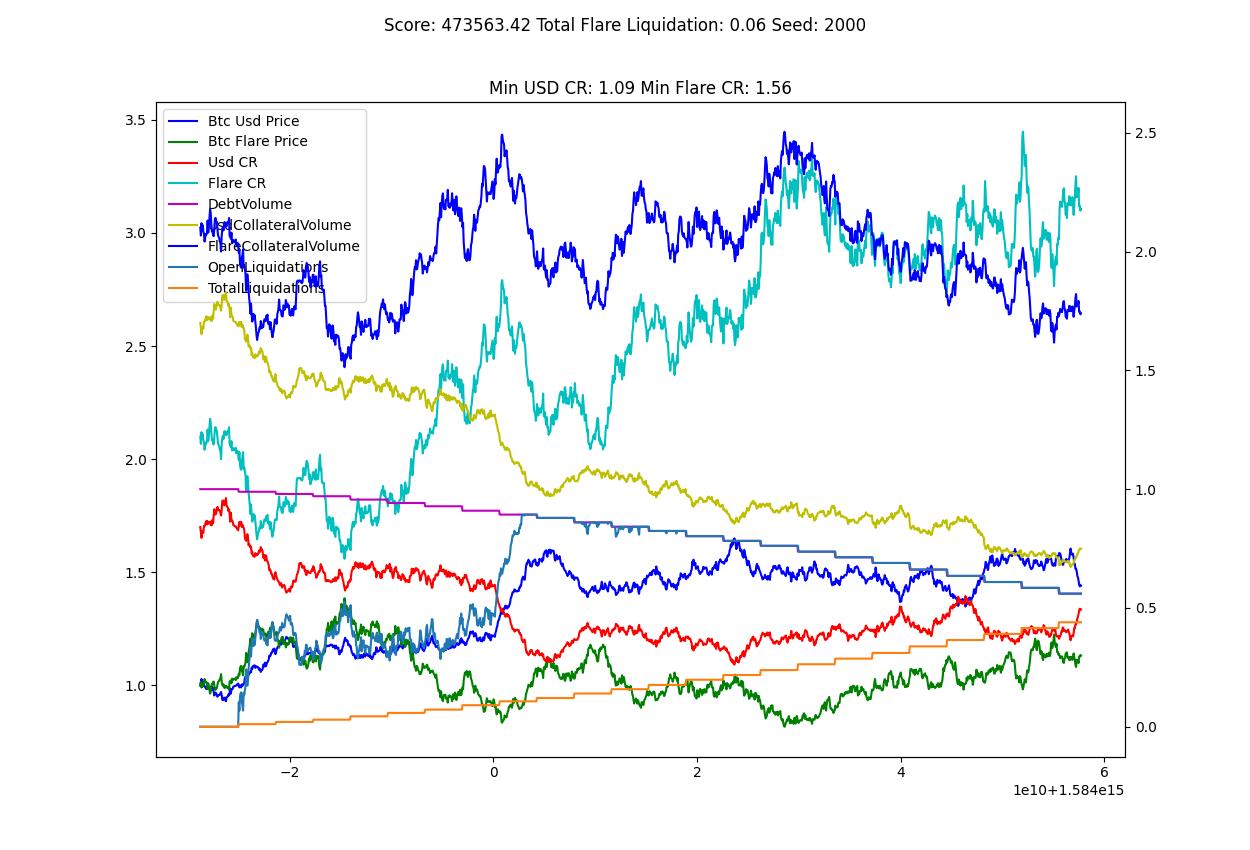 Score: 473563.42 Total Flare Liquidation: 0.06 Seed: 2000
Min USD CR: 1.09 Min Flare CR: 1.56
Btc Usd Price
Btc Flare Price
Usd CR
Flare CR
DebtVolume
UsdCollateralVolume
FlareCollateralVolume
OpenLiquidations
TotalLiquidations
3.5
3.0
2.5
2.0
1.5
1.0
2.5
2.0
1.5
1.0
0.5
0.0
−2
0
2
4
6
1e10+1.584e15